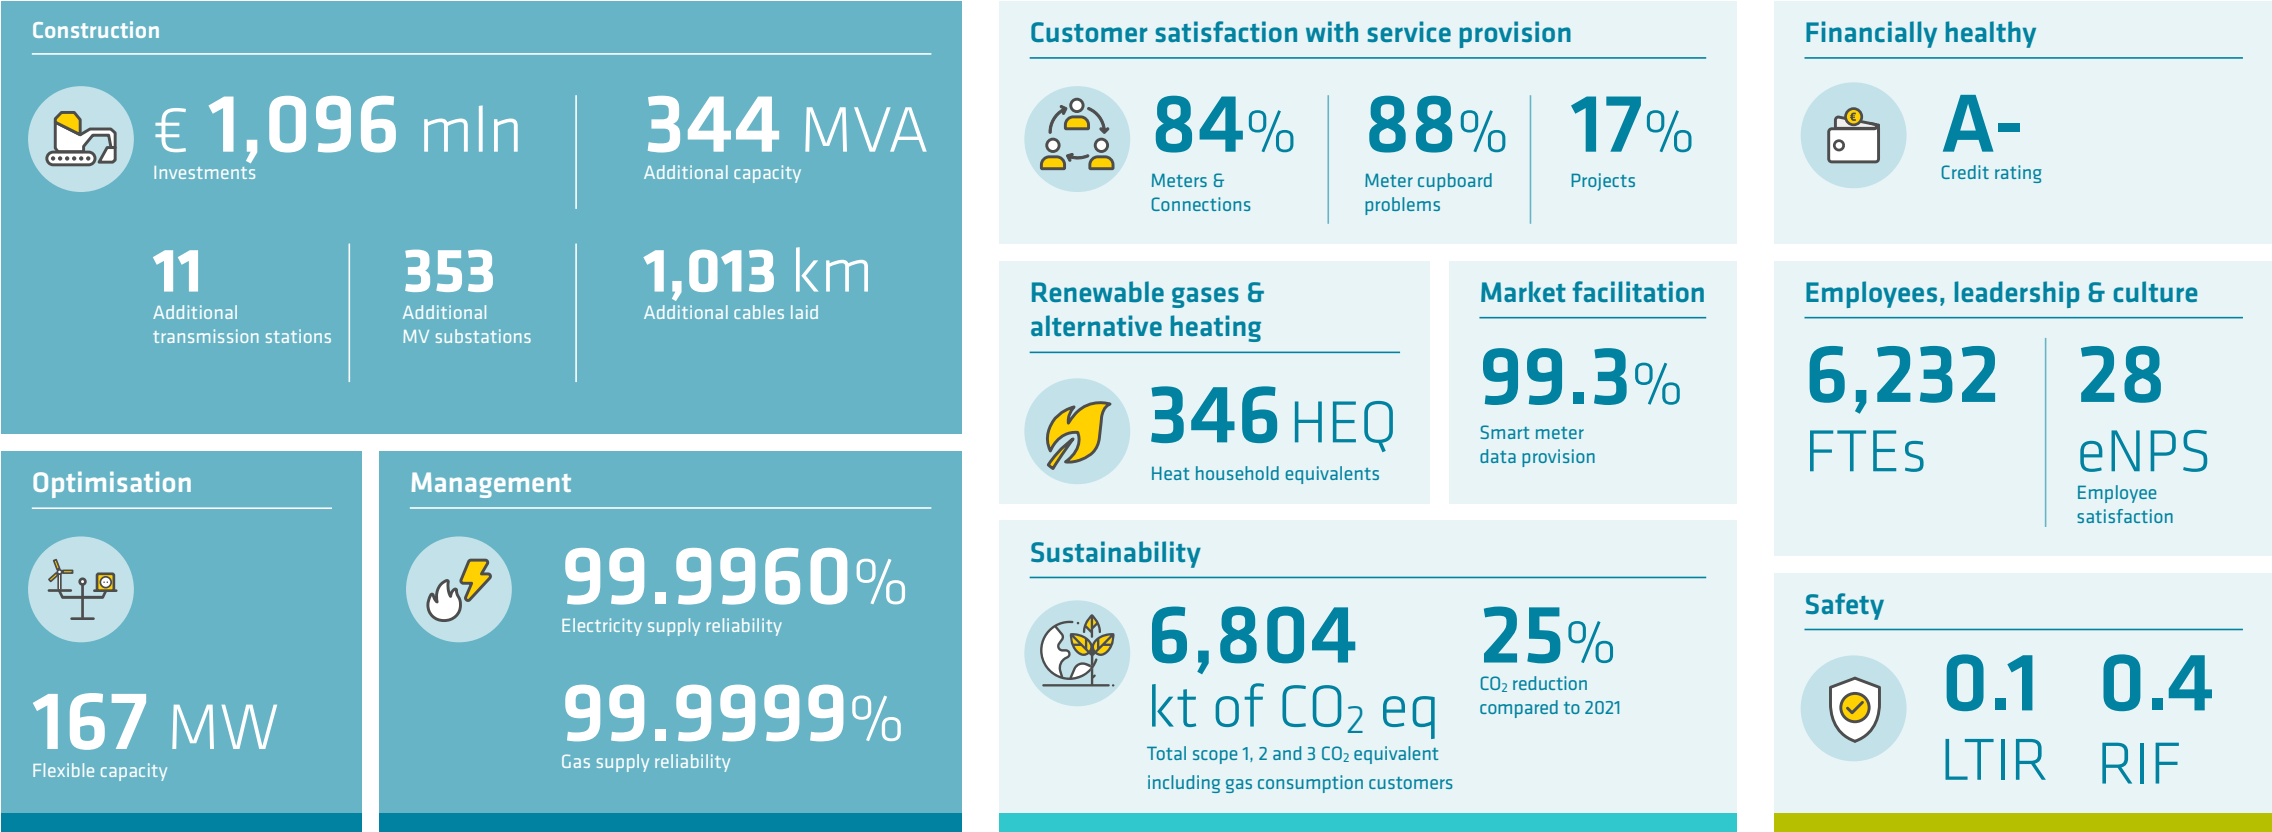 Construction
€ 1,096 mln
Investments
344 MVA
Additional capacity
11
Additional
transmission stations
353
Additional
MV substations
1,013 km
Additional cables laid
Optimisation
167 MW
Flexible capacity
Management
99.9960%
Electricity supply reliability
99.9999%
Gas supply reliability
Customer satisfaction with service provision
84%
Meters &
Connections
88%
Meter cupboard
problems
17%
Projects
Renewable gases &
alternative heating
346 HEQ
Heat household equivalents
Market facilitation
99.3%
Smart meter
data provision
Sustainability
6,804
kt of CO₂ eq
Total scope 1, 2 and 3 CO₂ equivalent
including gas consumption customers
25%
CO₂ reduction
compared to 2021
Financially healthy
€
A-
Credit rating
Employees, leadership & culture
6,232
FTEs
28
eNPS
Employee
satisfaction
Safety
0.1
LTIR
0.4
RIF